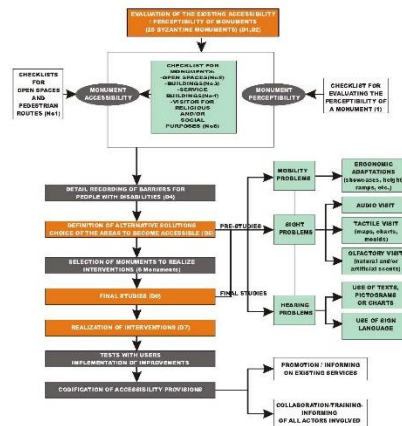 EVALUATION OF THE EXISTING ACCESSIBILITY
/ PERCEPTIBILITY OF MONUMENTS
(25 BYZANTINE MONUMENTS) (D1,D2)
CHECKLISTS
FOR
OPEN SPACES
AND
PEDESTRIAN
ROUTES (No1)
MONUMENT
ACCESSIBILITY
CHECKLIST FOR
MONUMENTS:
-OPEN SPACES(No2)
-BUILDINGS(No3)
-SERVICE
BUILDINGS(No4)
-VISITOR FOR
RELIGIOUS
AND/OR
SOCIAL
PURPOSES (No5)
MONUMENT
PERCEPTIBILITY
CHECKLIST FOR
EVALUATING THE
PERCEPTIBILITY OF
A MONUMENT (1)
DETAIL RECORDING OF BARRIERS FOR
PEOPLE WITH DISABILITIES (D4)
DEFINITION OF ALTERNATIVE SOLUTIONS
CHOICE OF THE AREAS TO BECOME ACCESSIBLE (D5)
PRE-STUDIES
SELECTION OF MONUMENTS TO REALIZE
INTERVENTIONS (6 Monuments)
FINAL STUDIES (D6)
FINAL STUDIES
REALIZATION OF INTERVENTIONS (D7)
TESTS WITH USERS
IMPLEMENTATION OF IMPROVEMENTS
CODIFICATION OF ACCESSIBILITY PROVISIONS
MOBILITY
PROBLEMS
ERGONOMIC
ADAPTATIONS
(showcases, height,
ramps, etc.)
SIGHT
PROBLEMS
AUDIO VISIT
TACTILE VISIT
(maps, charts,
moulds)
OLFACTORY VISIT
(natural and/or
artificial scents)
HEARING
PROBLEMS
USE OF TEXTS,
PICTOGRAMS
OR CHARTS
USE OF SIGN
LANGUAGE
PROMOTION / INFORMING
ON EXISTING SERVICES
COLLABORATION-TRAINING-
INFORMING
OF ALL ACTORS INVOLVED